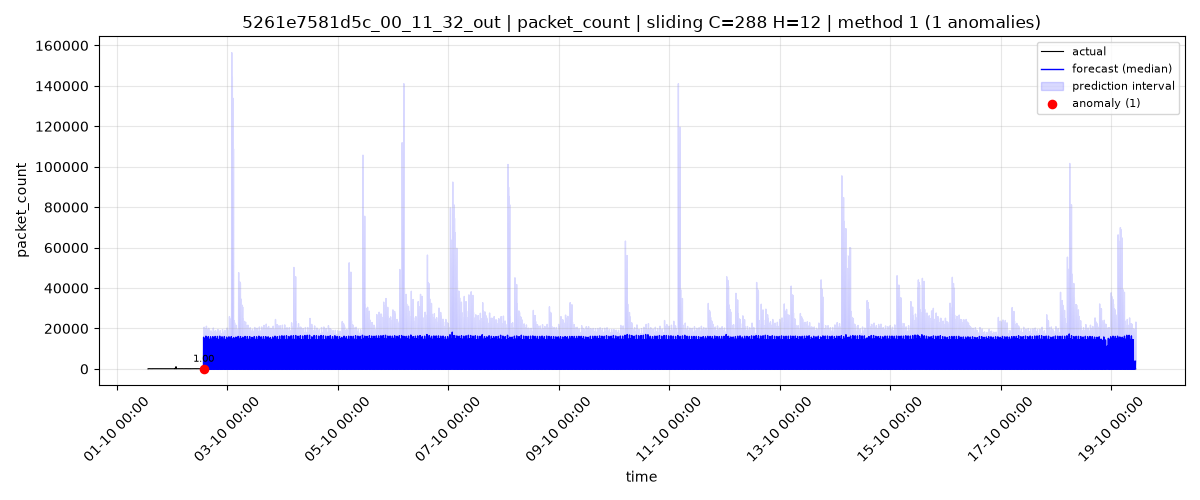 5261e7581d5c_00_11_32_out | packet_count | sliding C=288 H=12 | method 1 (1 anomalies)
160000
140000
120000
100000
80000
60000
40000
20000
0
packet_count
actual
forecast (median)
prediction interval
anomaly (1)
01-10 00:00
03-10 00:00
05-10 00:00
07-10 00:00
09-10 00:00
11-10 00:00
13-10 00:00
15-10 00:00
17-10 00:00
19-10 00:00
time